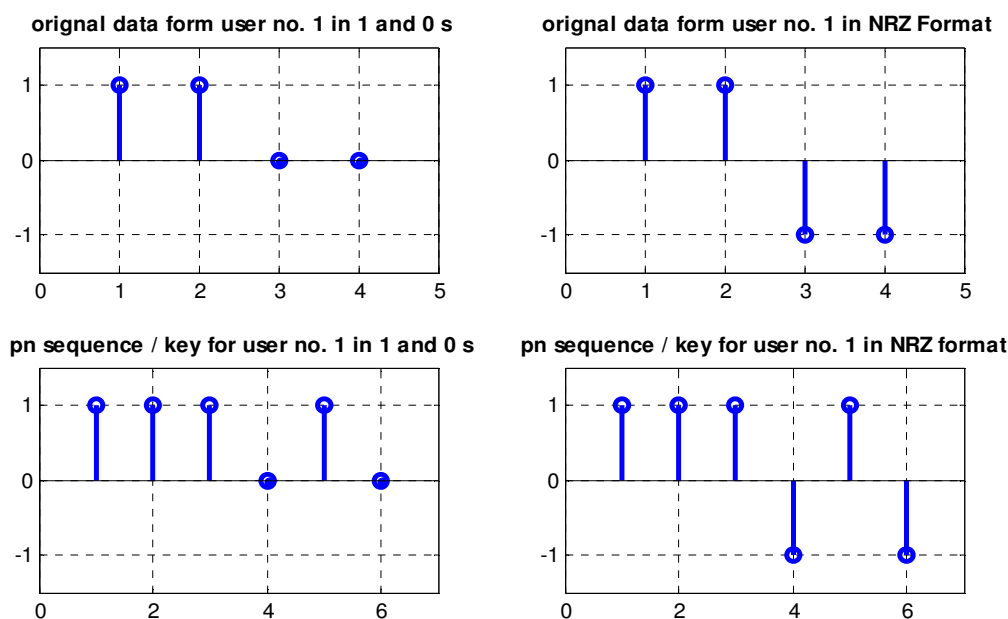 orignal data form user no. 1 in 1 and 0 s
1
0
-1
0 1 2 3 4 5
orignal data form user no. 1 in NRZ Format
1
0
-1
0 1 2 3 4 5
pn sequence / key for user no. 1 in 1 and 0 s
1
0
-1
0 2 4 6
pn sequence / key for user no. 1 in NRZ format
1
0
-1
0 2 4 6